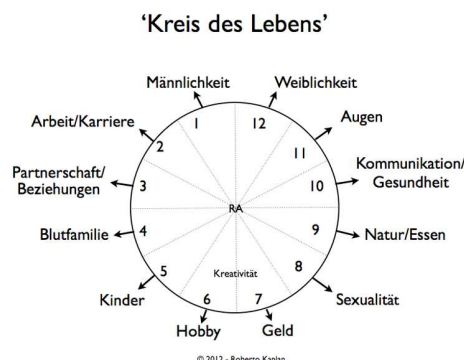 'Kreis des Lebens'
Männlichkeit
Weiblichkeit
Arbeit/Karriere
Augen
Partnerschaft/
Beziehungen
Kommunikation/
Gesundheit
Blutfamilie
Natur/Essen
Kinder
Sexualität
Hobby
Geld
1
12
2
11
3
10
RA
4
9
5
8
Kreativität
6
7
© 2012 - Roberto Kaplan